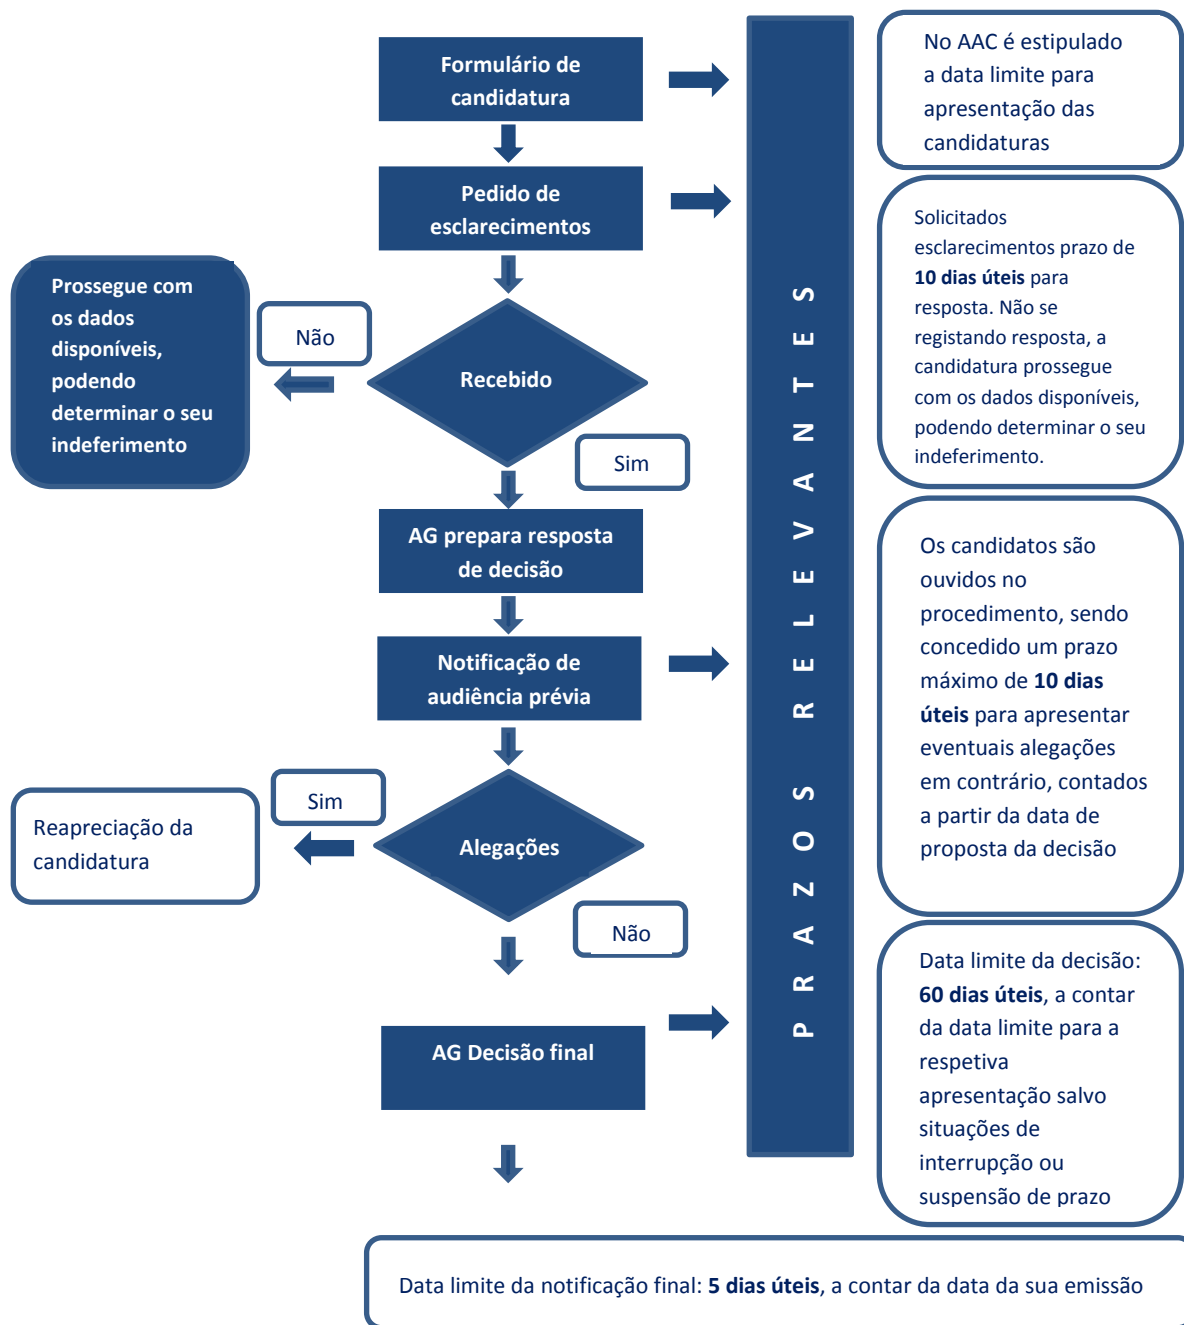 Formulário de
candidatura
No AAC é estipulado
a data limite para
apresentação das
candidaturas
Pedido de
esclarecimentos
Solicitados
esclarecimentos prazo de
10 dias úteis para
resposta. Não se
registando resposta, a
candidatura prossegue
com os dados disponíveis,
podendo determinar o seu
indeferimento.
Prossegue com
os dados
disponíveis,
podendo
determinar o seu
indeferimento
Não
Recebido
Sim
PRAZOS RELEVANTES
AG prepara resposta
de decisão
Notificação de
audiência prévia
Os candidatos são
ouvidos no
procedimento, sendo
concedido um prazo
máximo de 10 dias
úteis para apresentar
eventuais alegações
em contrário, contados
a partir da data de
proposta da decisão
Sim
Reapreciação da
candidatura
Alegações
Não
AG Decisão final
Data limite da decisão:
60 dias úteis, a contar
da data limite para a
respetiva
apresentação salvo
situações de
interrupção ou
suspensão de prazo
Data limite da notificação final: 5 dias úteis, a contar da data da sua emissão